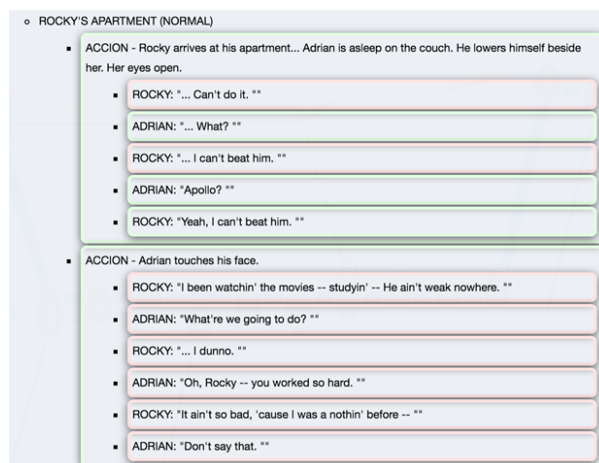 ROCKY'S APARTMENT (NORMAL)
ACCION - Rocky arrives at his apartment... Adrian is asleep on the couch. He lowers himself beside
her. Her eyes open.
ROCKY: "... Can't do it. ""
ADRIAN: "... What? ""
ROCKY: "... I can't beat him. ""
ADRIAN: "Apollo? ""
ROCKY: "Yeah, I can't beat him. ""
ACCION - Adrian touches his face.
ROCKY: "I been watchin' the movies -- studyin' -- He ain't weak nowhere. ""
ADRIAN: "What're we going to do? ""
ROCKY: "... I dunno. ""
ADRIAN: "Oh, Rocky -- you worked so hard. ""
ROCKY: "It ain't so bad, 'cause I was a nothin' before -- ""
ADRIAN: "Don't say that. ""